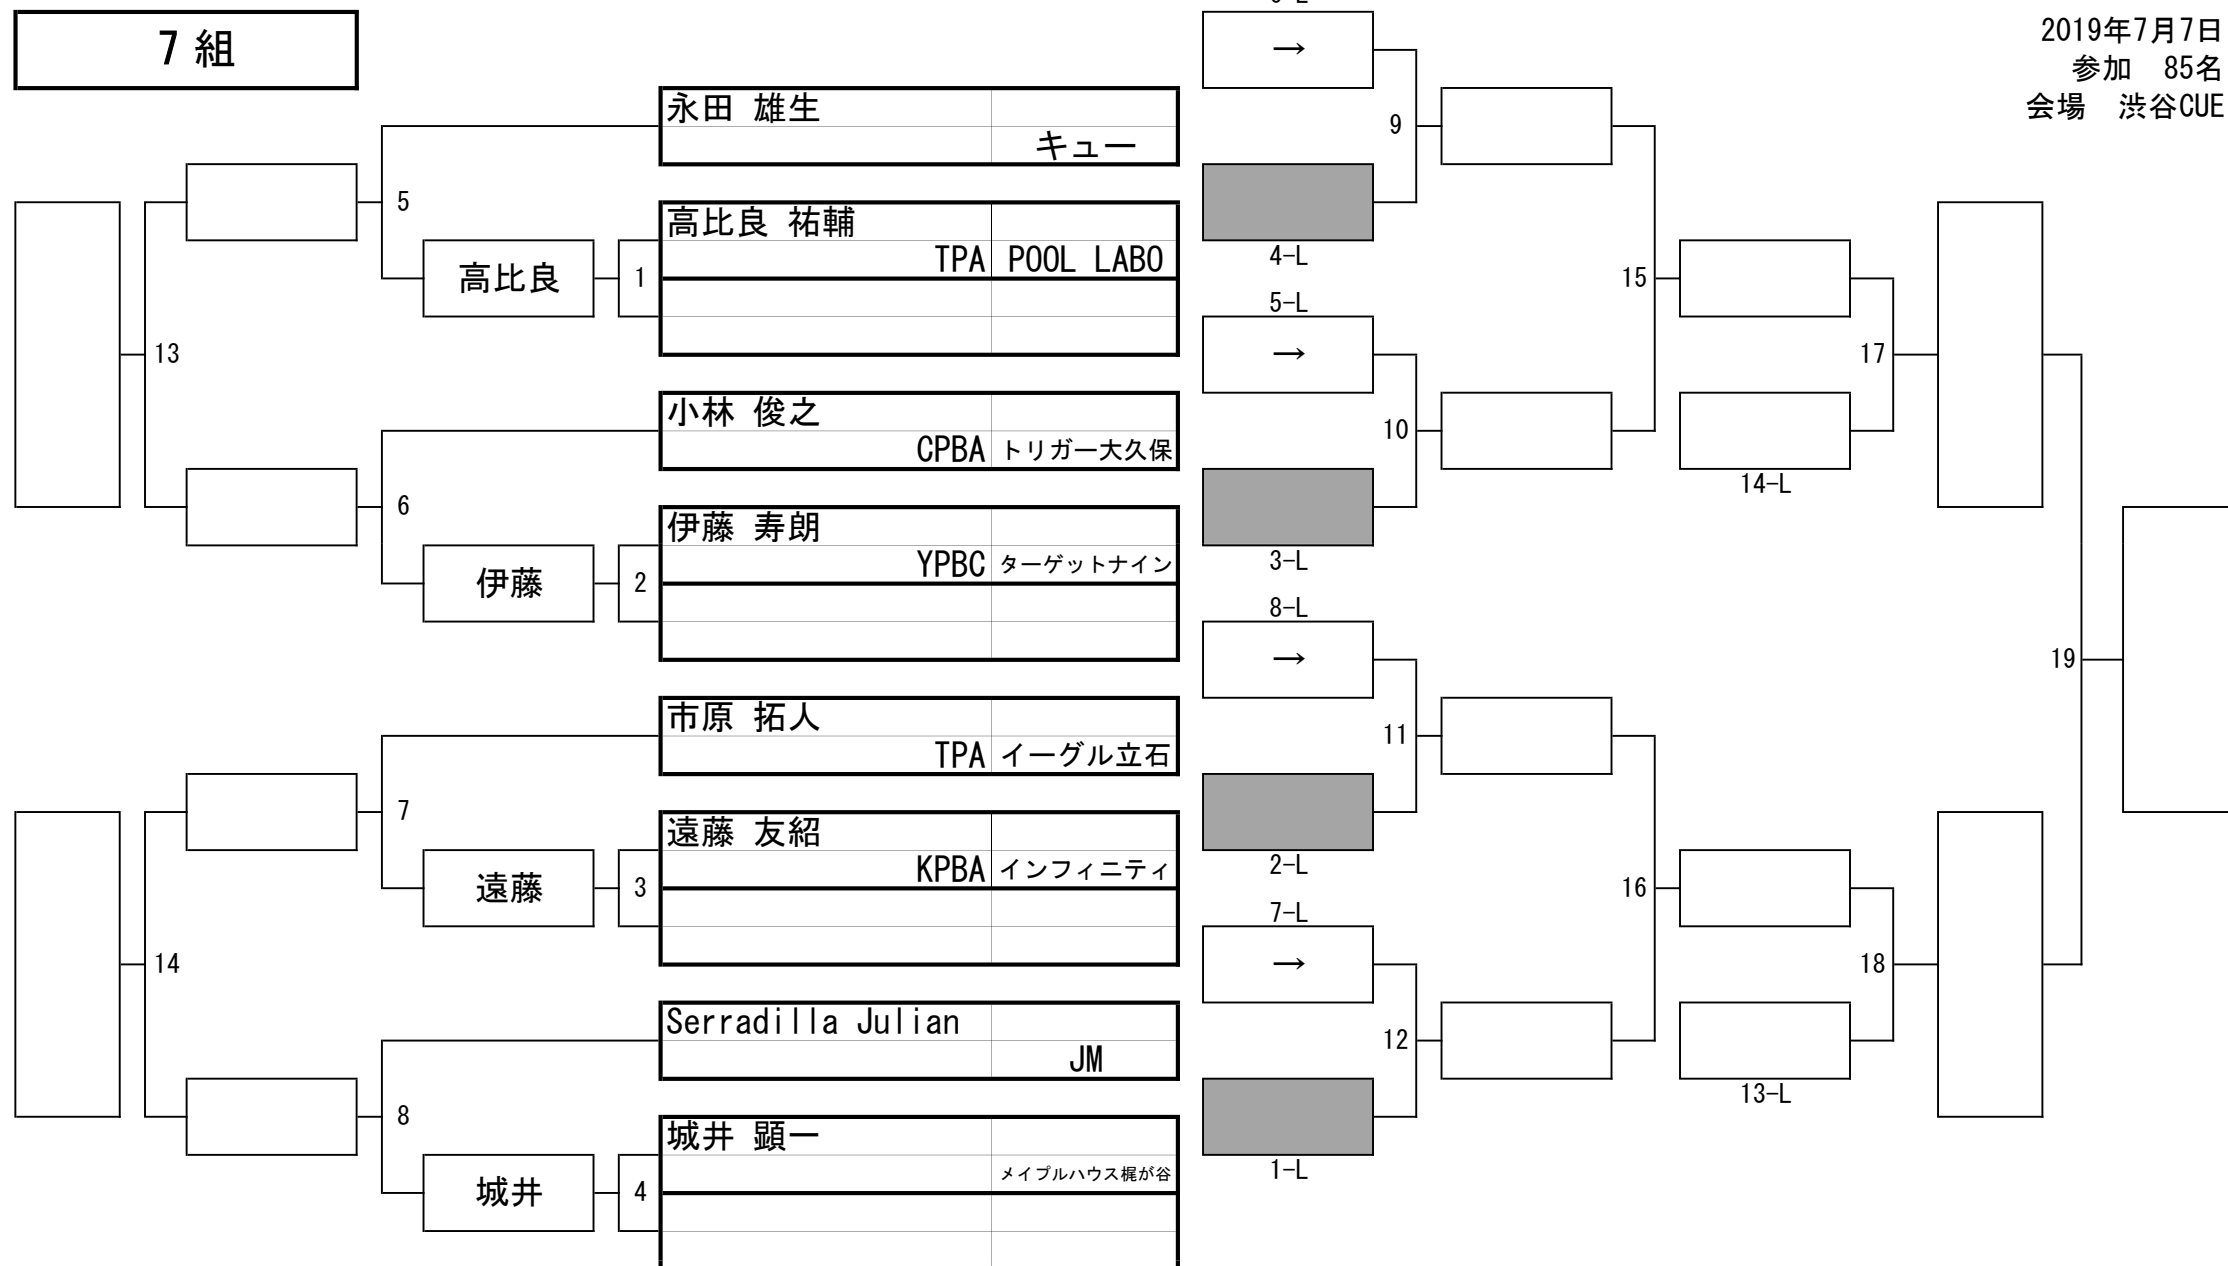 7 組
2019年7月7日
参加　85名
会場　渋谷CUE
永田 雄生
キュー
5
高比良 祐輔
TPA POOL LABO
高比良
1
13
小林 俊之
CPBA トリガー大久保
6
伊藤 寿朗
YPBC ターゲットナイン
伊藤
2
市原 拓人
TPA イーグル立石
7
遠藤 友紹
KPBA インフィニティ
遠藤
3
14
Serradilla Julian
JM
8
城井 顕一
メイプルハウス梶が谷
城井
4
→
9
4-L
5-L
→
10
3-L
15
17
14-L
8-L
→
11
2-L
7-L
→
12
1-L
16
18
13-L
19